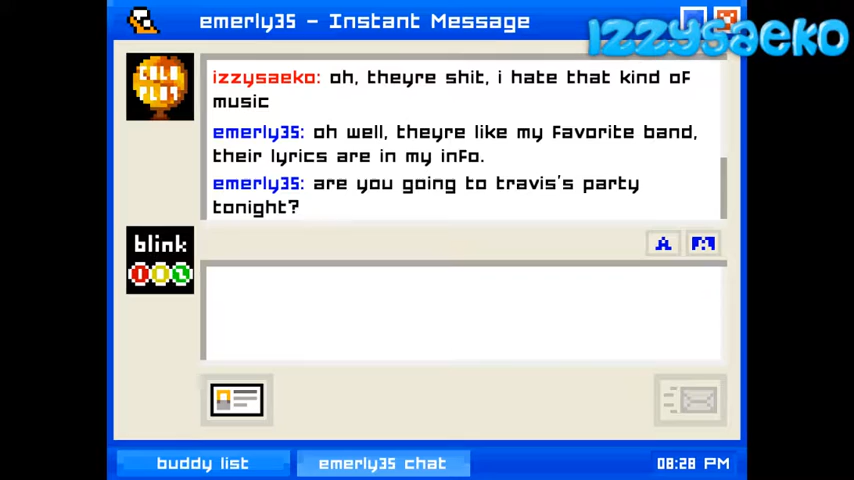 emerly35 - Instant Message
IZZYSAEKO
COLD
PLAY
izzysaeko: oh, theyre shit, i hate that kind of
music
emerly35: oh well, theyre like my favorite band,
their lyrics are in my info.
emerly35: are you going to travis's party
tonight?
blink
182
A
buddy list
emerly35 chat
08:28 PM